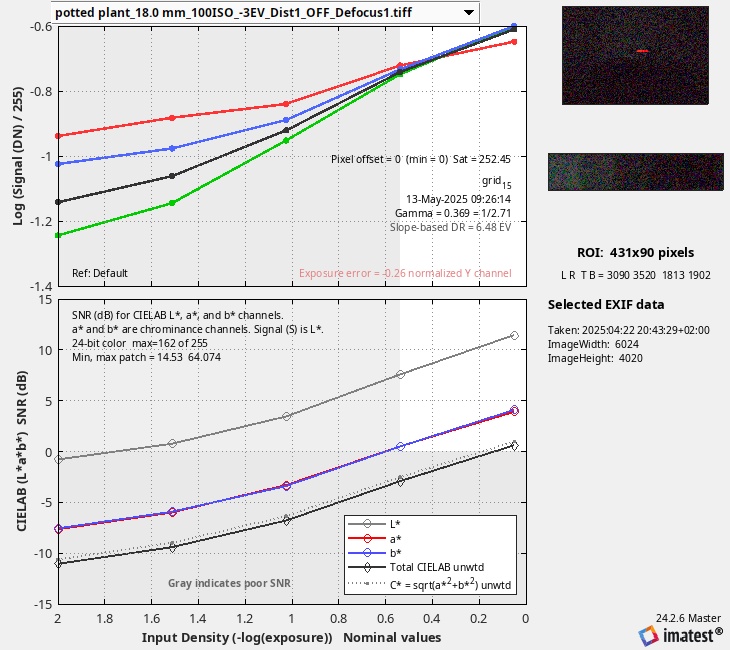 potted plant_18.0 mm_100ISO_-3EV_Dist1_OFF_Defocus1.tiff
-0.6
-0.8
-1
-1.2
-1.4
Log (Signal (DN) / 255)
Pixel offset = 0 (min = 0) Sat = 252.45
grid15
13-May-2025 09:26:14
Gamma = 0.369 = 1/2.71
Slope-based DR = 6.48 EV
Ref: Default
Exposure error = -0.26 normalized Y channel
ROI: 431x90 pixels
L R T B = 3090 3520 1813 1902
Selected EXIF data
Taken: 2025:04:22 20:43:29+02:00
ImageWidth: 6024
ImageHeight: 4020
15
10
5
0
-5
-10
-15
CIELAB (L*a*b*) SNR (dB)
SNR (dB) for CIELAB L*, a*, and b* channels.
a* and b* are chrominance channels. Signal (S) is L*.
24-bit color max=162 of 255
Min, max patch = 14.53 64.074
L*
a*
b*
Total CIELAB unwtd
C* = sqrt(a*2+b*2) unwtd
Gray indicates poor SNR
2 1.8 1.6 1.4 1.2 1 0.8 0.6 0.4 0.2 0
Input Density (-log(exposure)) Nominal values
24.2.6 Master
imatest®